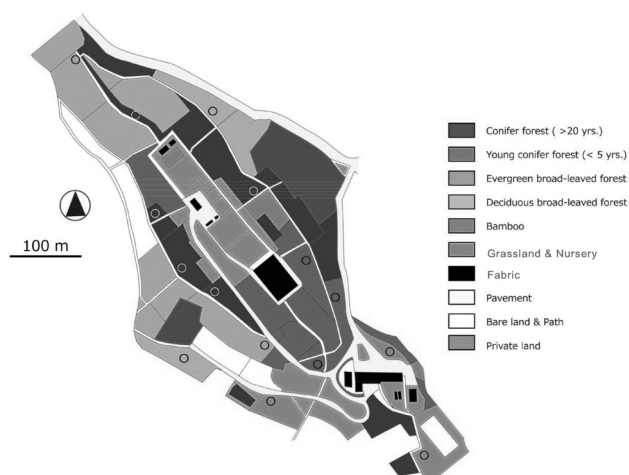 Conifer forest ( >20 yrs.)
Young conifer forest (< 5 yrs.)
Evergreen broad-leaved forest
Deciduous broad-leaved forest
Bamboo
Grassland & Nursery
Fabric
Pavement
Bare land & Path
Private land
100 m